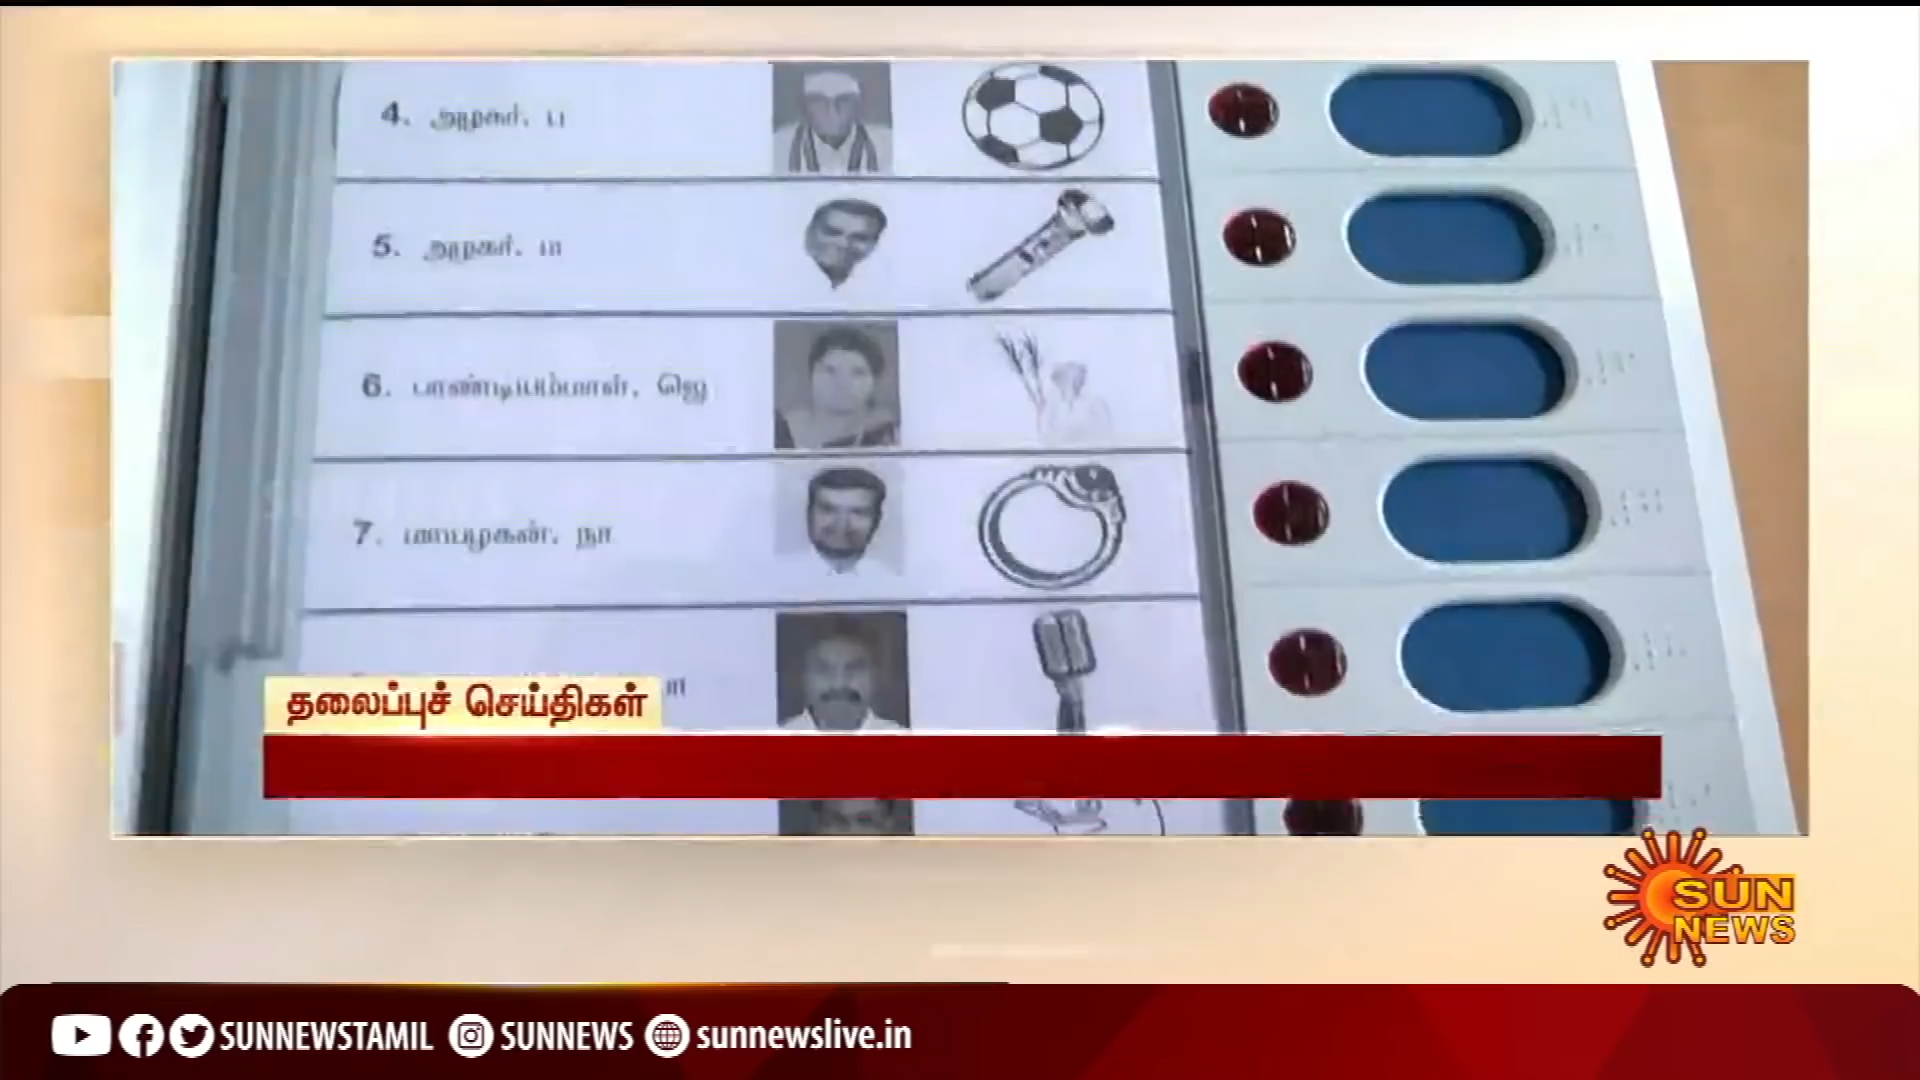 4. அழகர். ப
5. அழகர். பா
6. பாண்டியம்மாள். ஜெ
7. மாயழகன். நா
தலைப்புச் செய்திகள்
SUN
NEWS
SUNNEWSTAMIL SUNNEWS sunnewslive.in